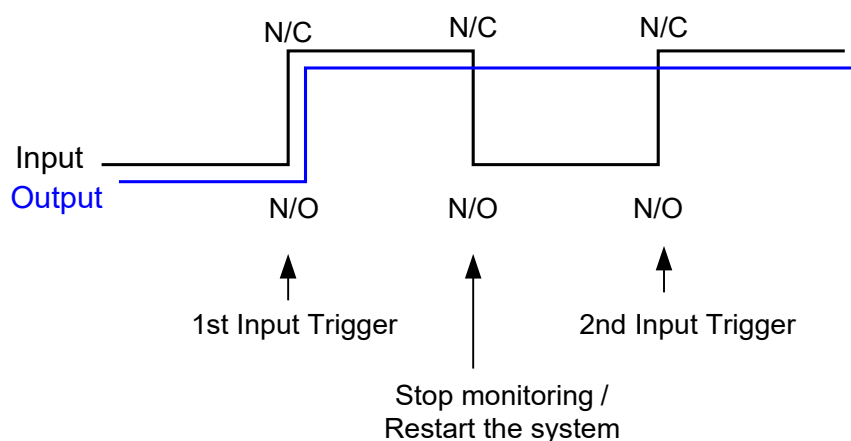 N/C
N/C
N/C
Input
Output
N/O
N/O
N/O
1st Input Trigger
2nd Input Trigger
Stop monitoring /
Restart the system